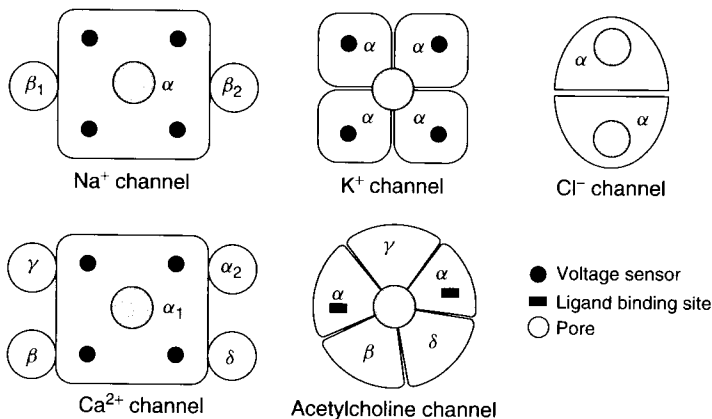 β₁
α
β₂
Na⁺ channel
α
α
α
α
K⁺ channel
α
α
Cl⁻ channel
γ
α₂
α₁
β
δ
Ca²⁺ channel
γ
α
α
β
δ
Acetylcholine channel
Voltage sensor
Ligand binding site
Pore